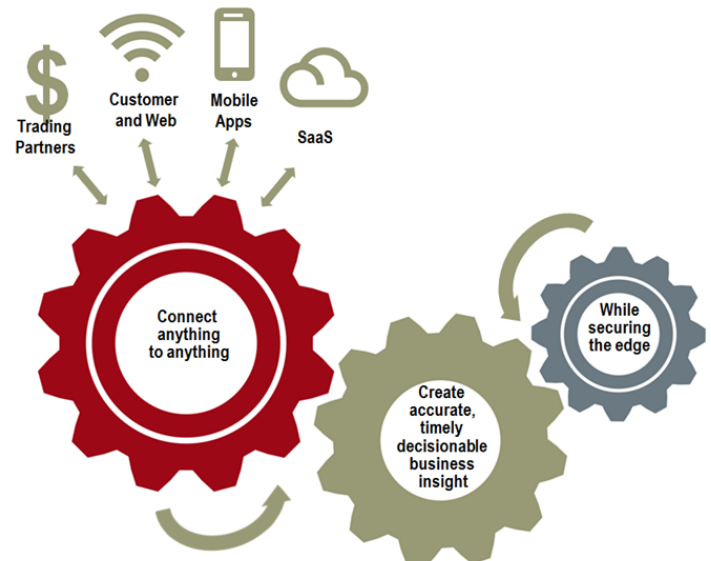 Trading
Partners
Customer
and Web
Mobile
Apps
SaaS
Connect
anything
to anything
Create
accurate,
timely
decisionable
business
insight
While
securing
the edge